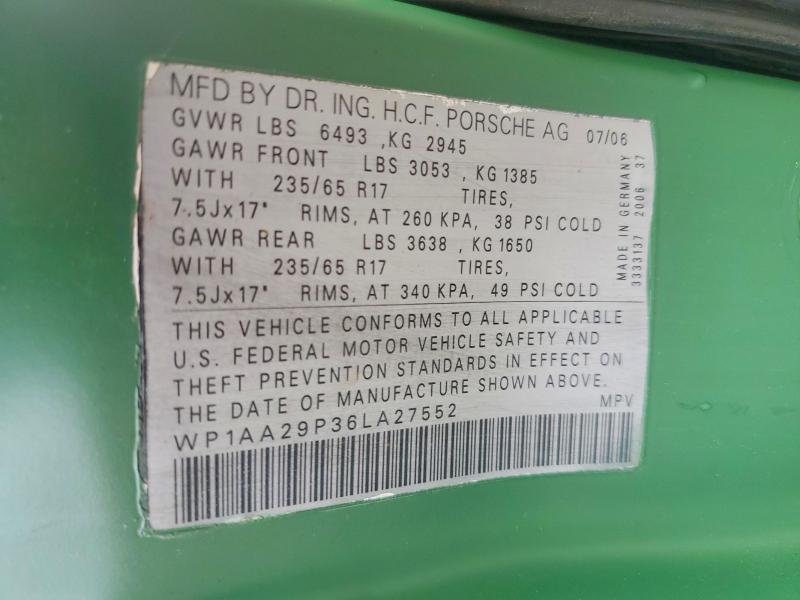 MFD BY DR. ING. H.C.F. PORSCHE AG 07/06
GVWR LBS 6493 ,KG 2945
GAWR FRONT LBS 3053 , KG 1385
WITH 235/65 R17 TIRES,
7.5Jx17" RIMS, AT 260 KPA, 38 PSI COLD
GAWR REAR LBS 3638 , KG 1650
WITH 235/65 R17 TIRES,
7.5Jx17" RIMS, AT 340 KPA, 49 PSI COLD
THIS VEHICLE CONFORMS TO ALL APPLICABLE
U.S. FEDERAL MOTOR VEHICLE SAFETY AND
THEFT PREVENTION STANDARDS IN EFFECT ON
THE DATE OF MANUFACTURE SHOWN ABOVE.
WP1AA29P36LA27552 MPV
MADE IN GERMANY
3333137 2006 37